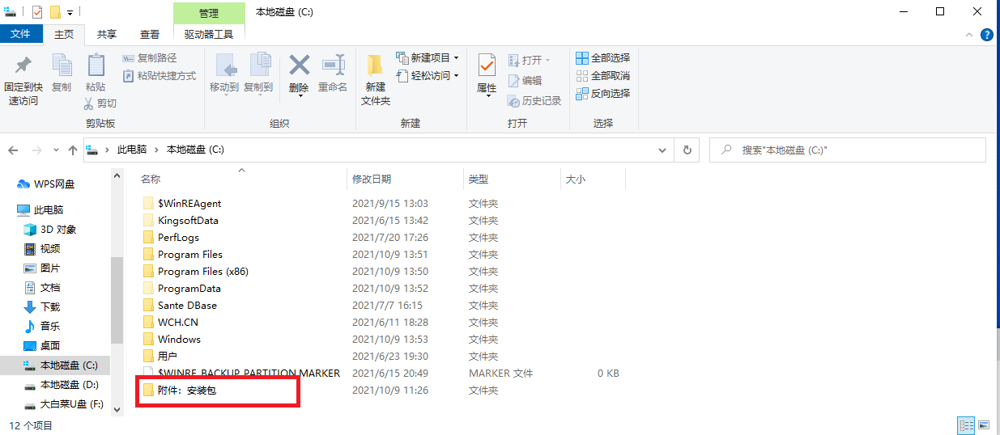 管理
本地磁盘 (C:)
文件
主页
共享
查看
驱动器工具
固定到快
速访问
复制
粘贴
复制路径
粘贴快捷方式
剪切
移动到
复制到
删除
重命名
新建
文件夹
新建项目
轻松访问
属性
打开
编辑
历史记录
全部选择
全部取消
反向选择
剪贴板
组织
新建
打开
选择
此电脑 > 本地磁盘 (C:)
搜索"本地磁盘 (C:)"
WPS网盘
此电脑
3D 对象
视频
图片
文档
下载
音乐
桌面
本地磁盘 (C:)
本地磁盘 (D:)
大白菜U盘 (F:)
名称 修改日期 类型 大小
$WinREAgent 2021/9/15 13:03 文件夹
KingsoftData 2021/6/15 13:42 文件夹
PerfLogs 2021/7/20 17:26 文件夹
Program Files 2021/10/9 13:51 文件夹
Program Files (x86) 2021/10/9 13:50 文件夹
ProgramData 2021/10/9 13:52 文件夹
Sante DBase 2021/7/7 16:15 文件夹
WCH.CN 2021/6/11 18:28 文件夹
Windows 2021/10/9 13:53 文件夹
用户 2021/6/23 19:30 文件夹
$WINRE_BACKUP_PARTITION.MARKER 2021/6/15 20:49 MARKER 文件 0 KB
附件：安装包 2021/10/9 11:26 文件夹
12 个项目